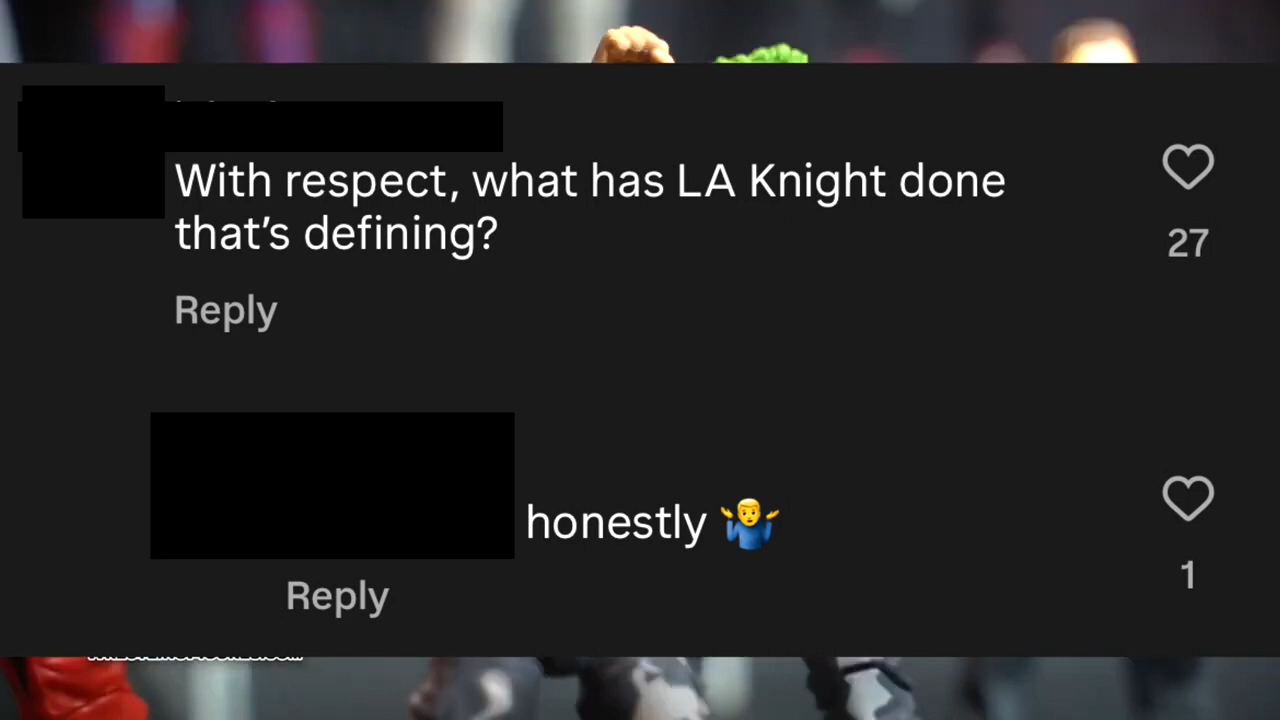 With respect, what has LA Knight done
that's defining?
27
Reply
honestly 🤷‍♂️
1
Reply